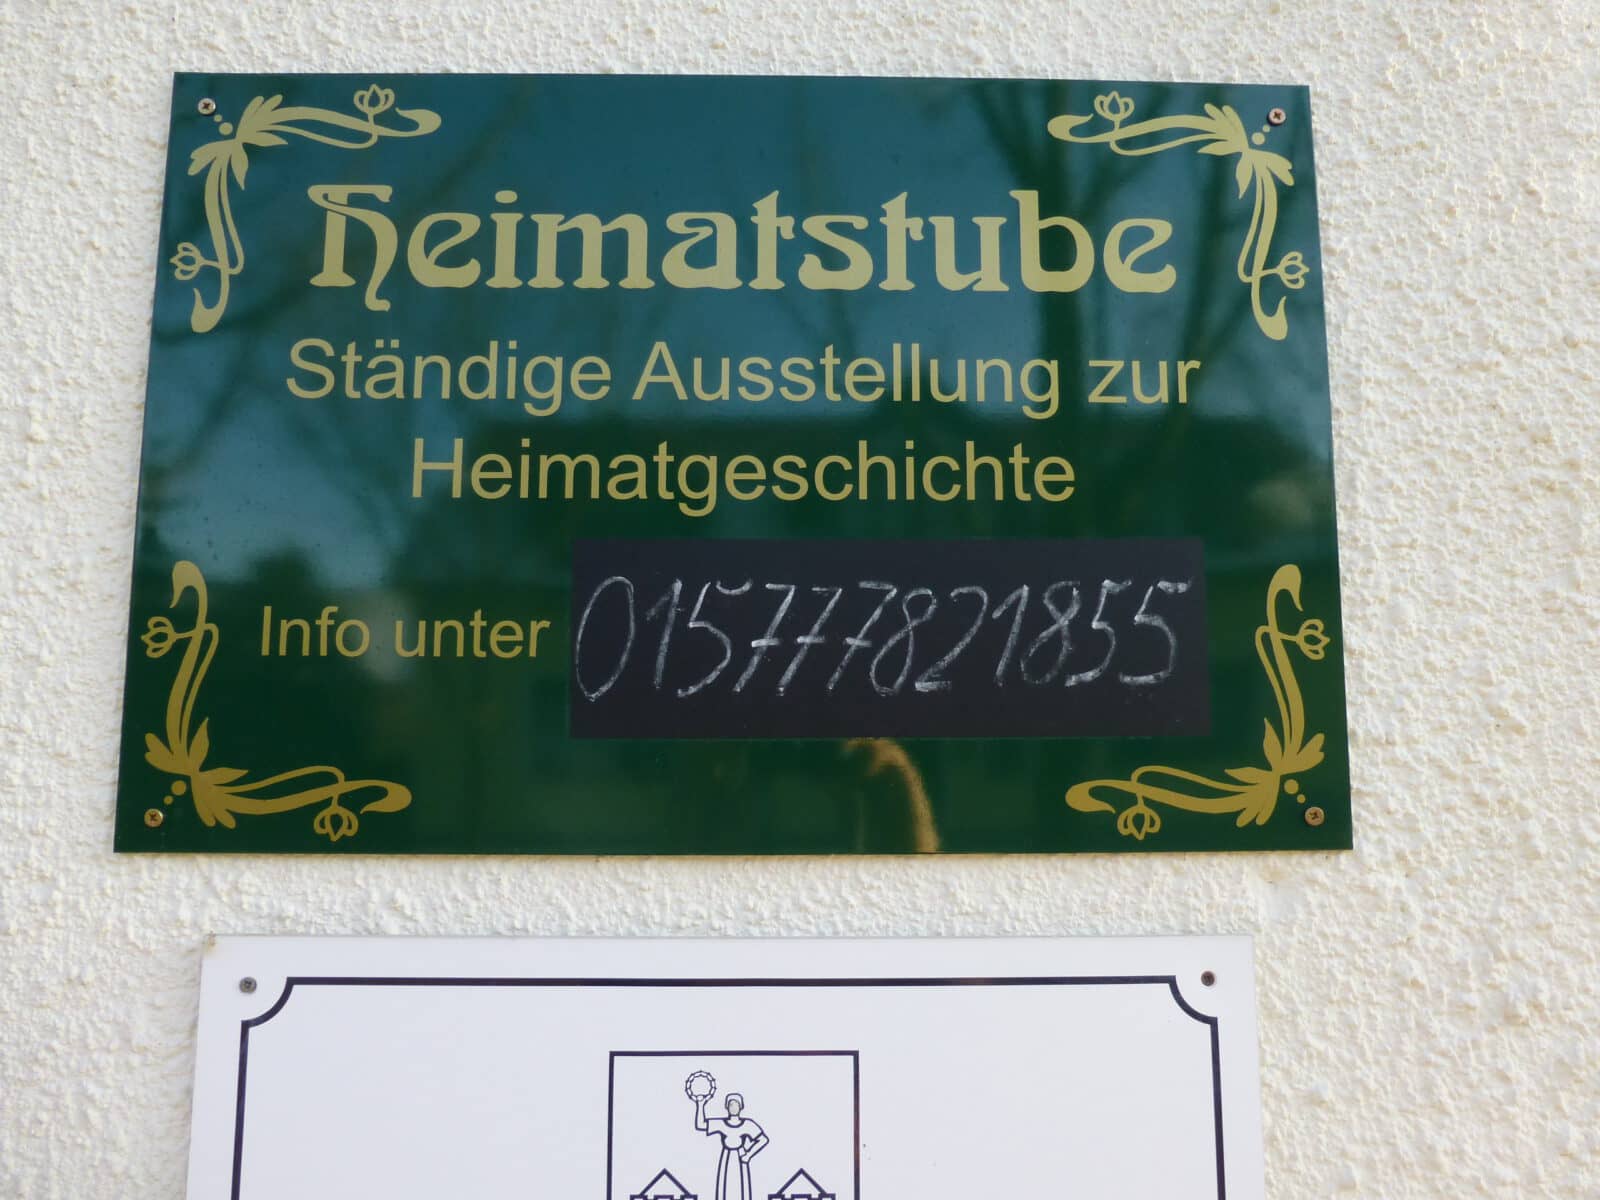 Heimatstube
Ständige Ausstellung zur
Heimatgeschichte
Info unter 015777821855